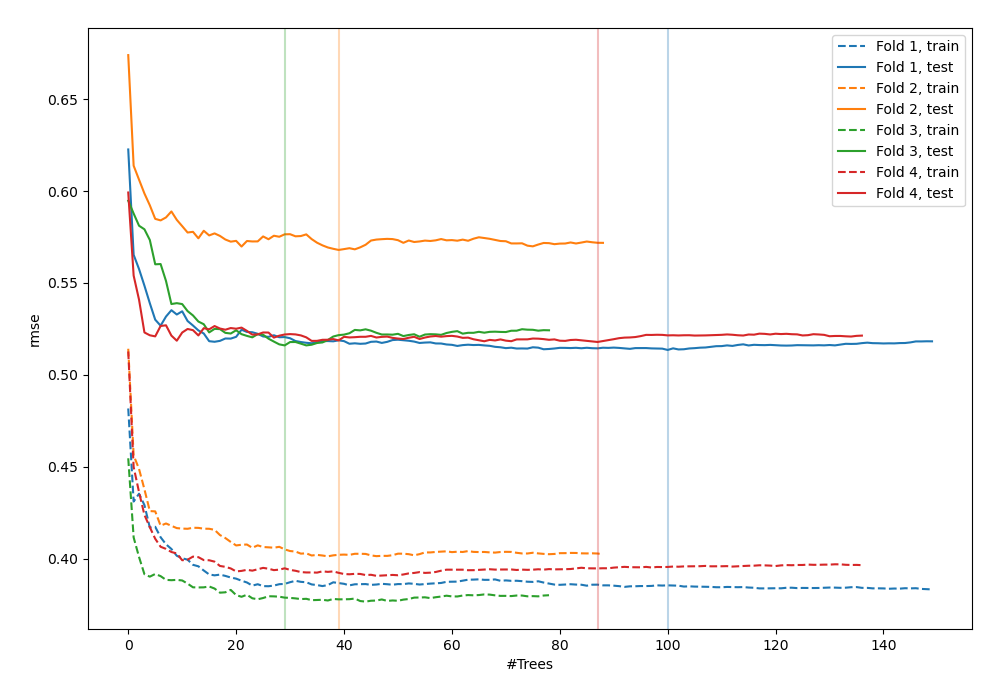 rmse
0.65
0.60
0.55
0.50
0.45
0.40
0
20
40
60
80
100
120
140
#Trees
Fold 1, train
Fold 1, test
Fold 2, train
Fold 2, test
Fold 3, train
Fold 3, test
Fold 4, train
Fold 4, test